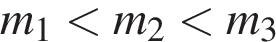 m₁ < m₂ < m₃